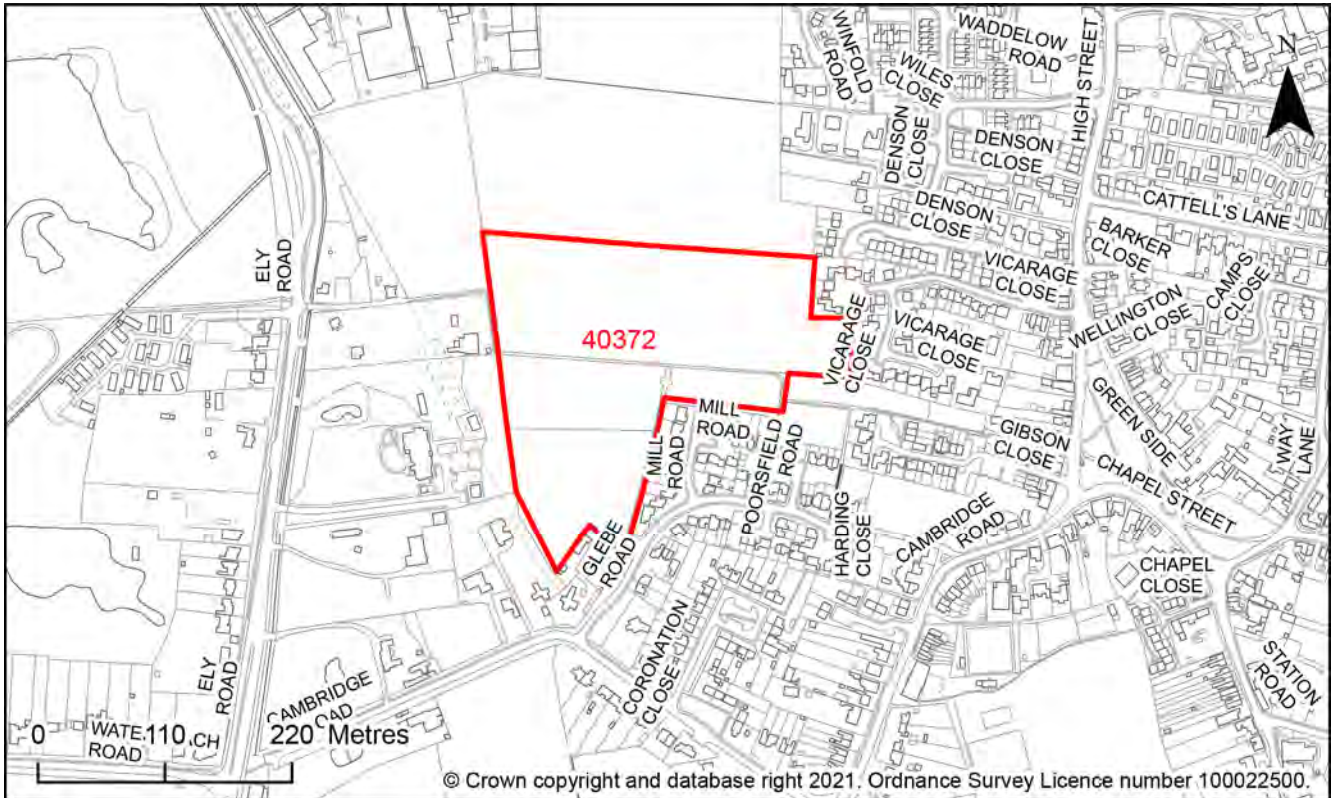 WINFOLD
ROAD
WADDELOW
ROAD
WILES
CLOSE
HIGH STREET
N
DENSON
CLOSE
DENSON
CLOSE
CATTELL'S LANE
DENSON
CLOSE
BARKER
CLOSE
ELY
ROAD
VICARAGE
CLOSE
CAMPS
CLOSE
WELLINGTON
CLOSE
40372
VICARAGE
CLOSE
VICARAGE
CLOSE
GREEN SIDE
MILL
ROAD
MILL
ROAD
POORSFIELD
ROAD
GIBSON
CLOSE
WAY
LANE
CHAPEL STREET
HARDING
CLOSE
CAMBRIDGE
ROAD
GLEBE
ROAD
CHAPEL
CLOSE
CORONATION
CLOSE
STATION
ROAD
ELY
ROAD
CAMBRIDGE
ROAD
WATE
CH
ROAD
0 110 220 Metres
© Crown copyright and database right 2021. Ordnance Survey Licence number 100022500.